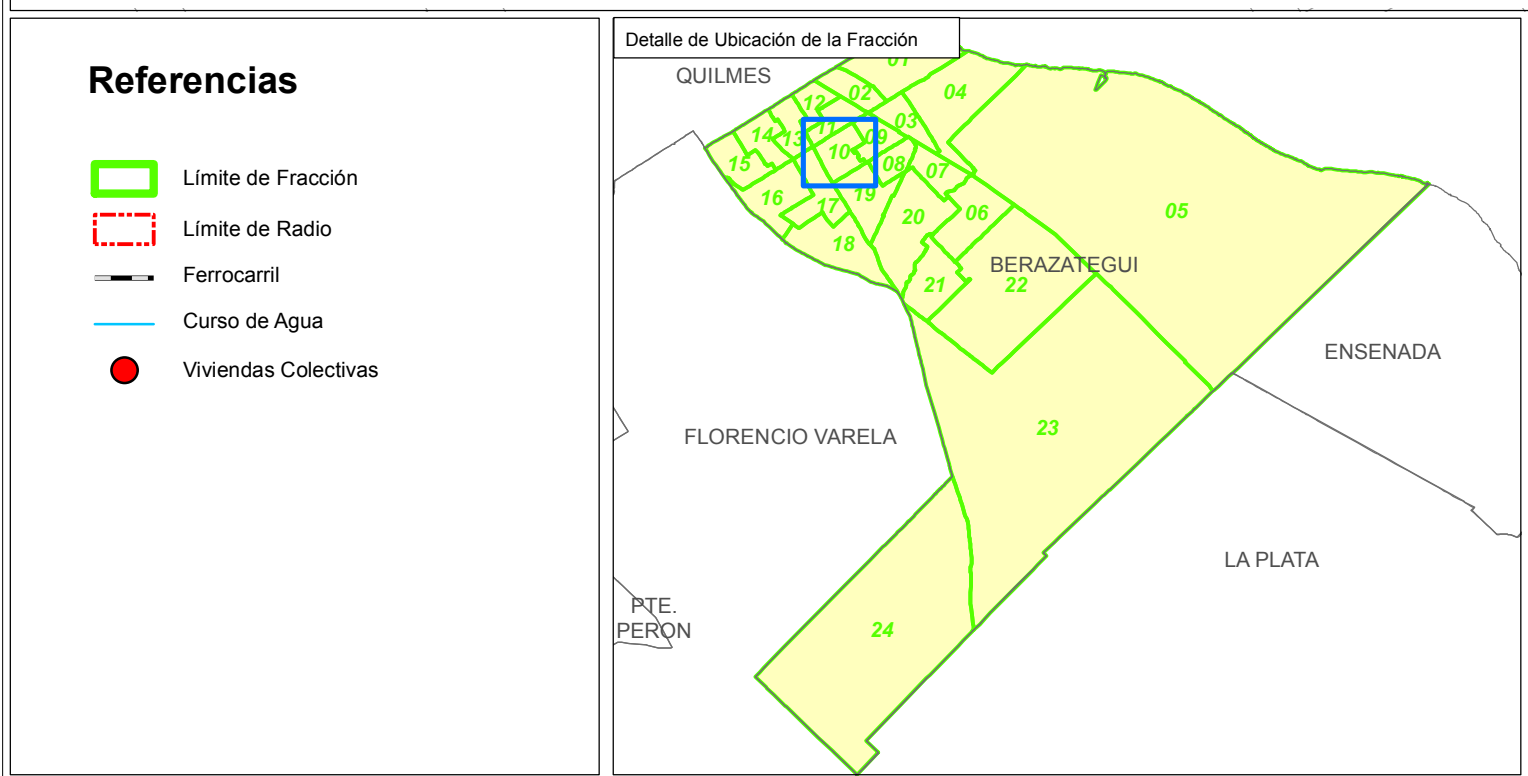 Referencias
Límite de Fracción
Límite de Radio
Ferrocarril
Curso de Agua
Viviendas Colectivas
Detalle de Ubicación de la Fracción
QUILMES
01
02
04
12
03
11
14
13
09
10
15
08
07
16
19
17
20
06
05
18
BERAZATEGUI
21
22
ENSENADA
FLORENCIO VARELA
23
LA PLATA
PTE.
PERON
24